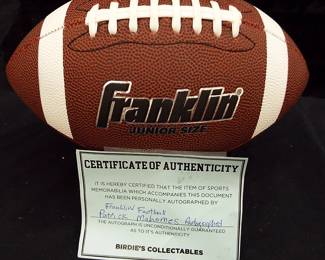 Franklin
JUNIOR SIZE
CERTIFICATE OF AUTHENTICITY
IT IS HEREBY CERTIFIED THAT THE ITEM OF SPORTS
MEMORABILIA WHICH ACCOMPANIES THIS DOCUMENT
HAS BEEN PERSONALLY AUTOGRAPHED BY
Franklin Football
Patrick Mahomes Autographed
THE AUTOGRAPH IS UNCONDITIONALLY GUARANTEED
AS TO IT'S AUTHENTICITY
BIRDIE'S COLLECTABLES